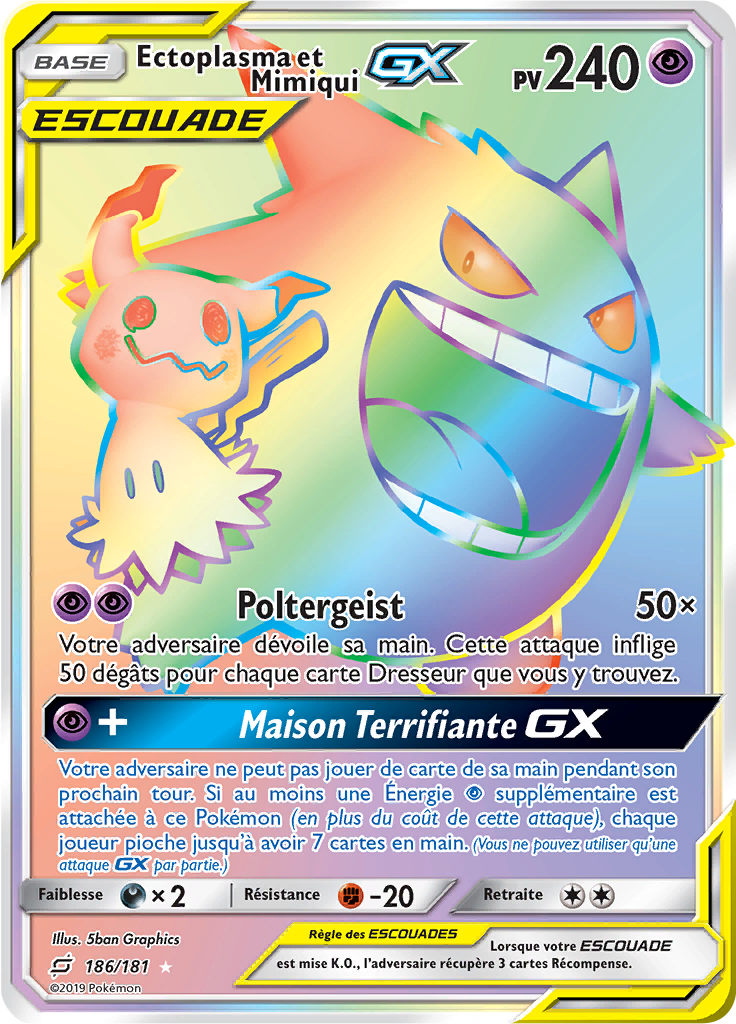 BASE
Ectoplasma et
Mimiqui GX
PV 240
ESCOUADE
Poltergeist 50×
Votre adversaire dévoile sa main. Cette attaque inflige
50 dégâts pour chaque carte Dresseur que vous y trouvez.
+ Maison Terrifiante GX
Votre adversaire ne peut pas jouer de carte de sa main pendant son
prochain tour. Si au moins une Énergie supplémentaire est
attachée à ce Pokémon (en plus du coût de cette attaque), chaque
joueur pioche jusqu'à avoir 7 cartes en main. (Vous ne pouvez utiliser qu'une
attaque GX par partie.)
Faiblesse ×2 Résistance -20 Retraite
Illus. 5ban Graphics
186/181
©2019 Pokémon
Règle des ESCOUADES
Lorsque votre ESCOUADE
est mise K.O., l'adversaire récupère 3 cartes Récompense.